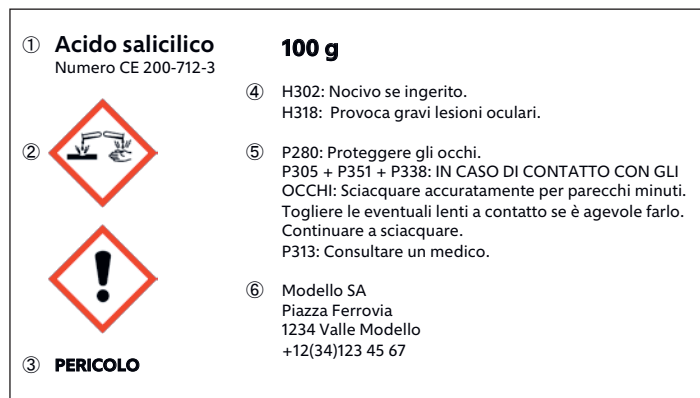 ① Acido salicilico
Numero CE 200-712-3
②
③ PERICOLO
100 g
④ H302: Nocivo se ingerito.
H318: Provoca gravi lesioni oculari.
⑤ P280: Proteggere gli occhi.
P305 + P351 + P338: IN CASO DI CONTATTO CON GLI
OCCHI: Sciacquare accuratamente per parecchi minuti.
Togliere le eventuali lenti a contatto se è agevole farlo.
Continuare a sciacquare.
P313: Consultare un medico.
⑥ Modello SA
Piazza Ferrovia
1234 Valle Modello
+12(34)123 45 67